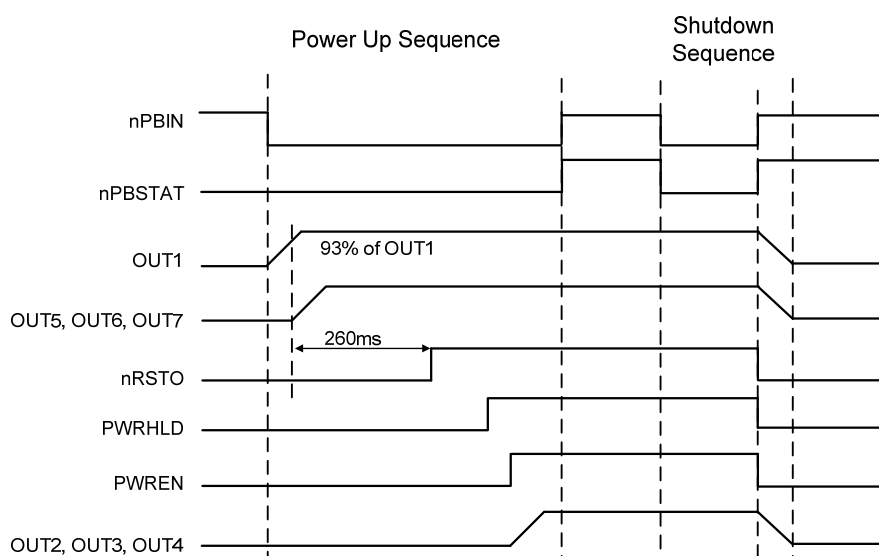 Power Up Sequence
Shutdown
Sequence
nPBIN
nPBSTAT
OUT1
93% of OUT1
OUT5, OUT6, OUT7
260ms
nRSTO
PWRHLD
PWREN
OUT2, OUT3, OUT4